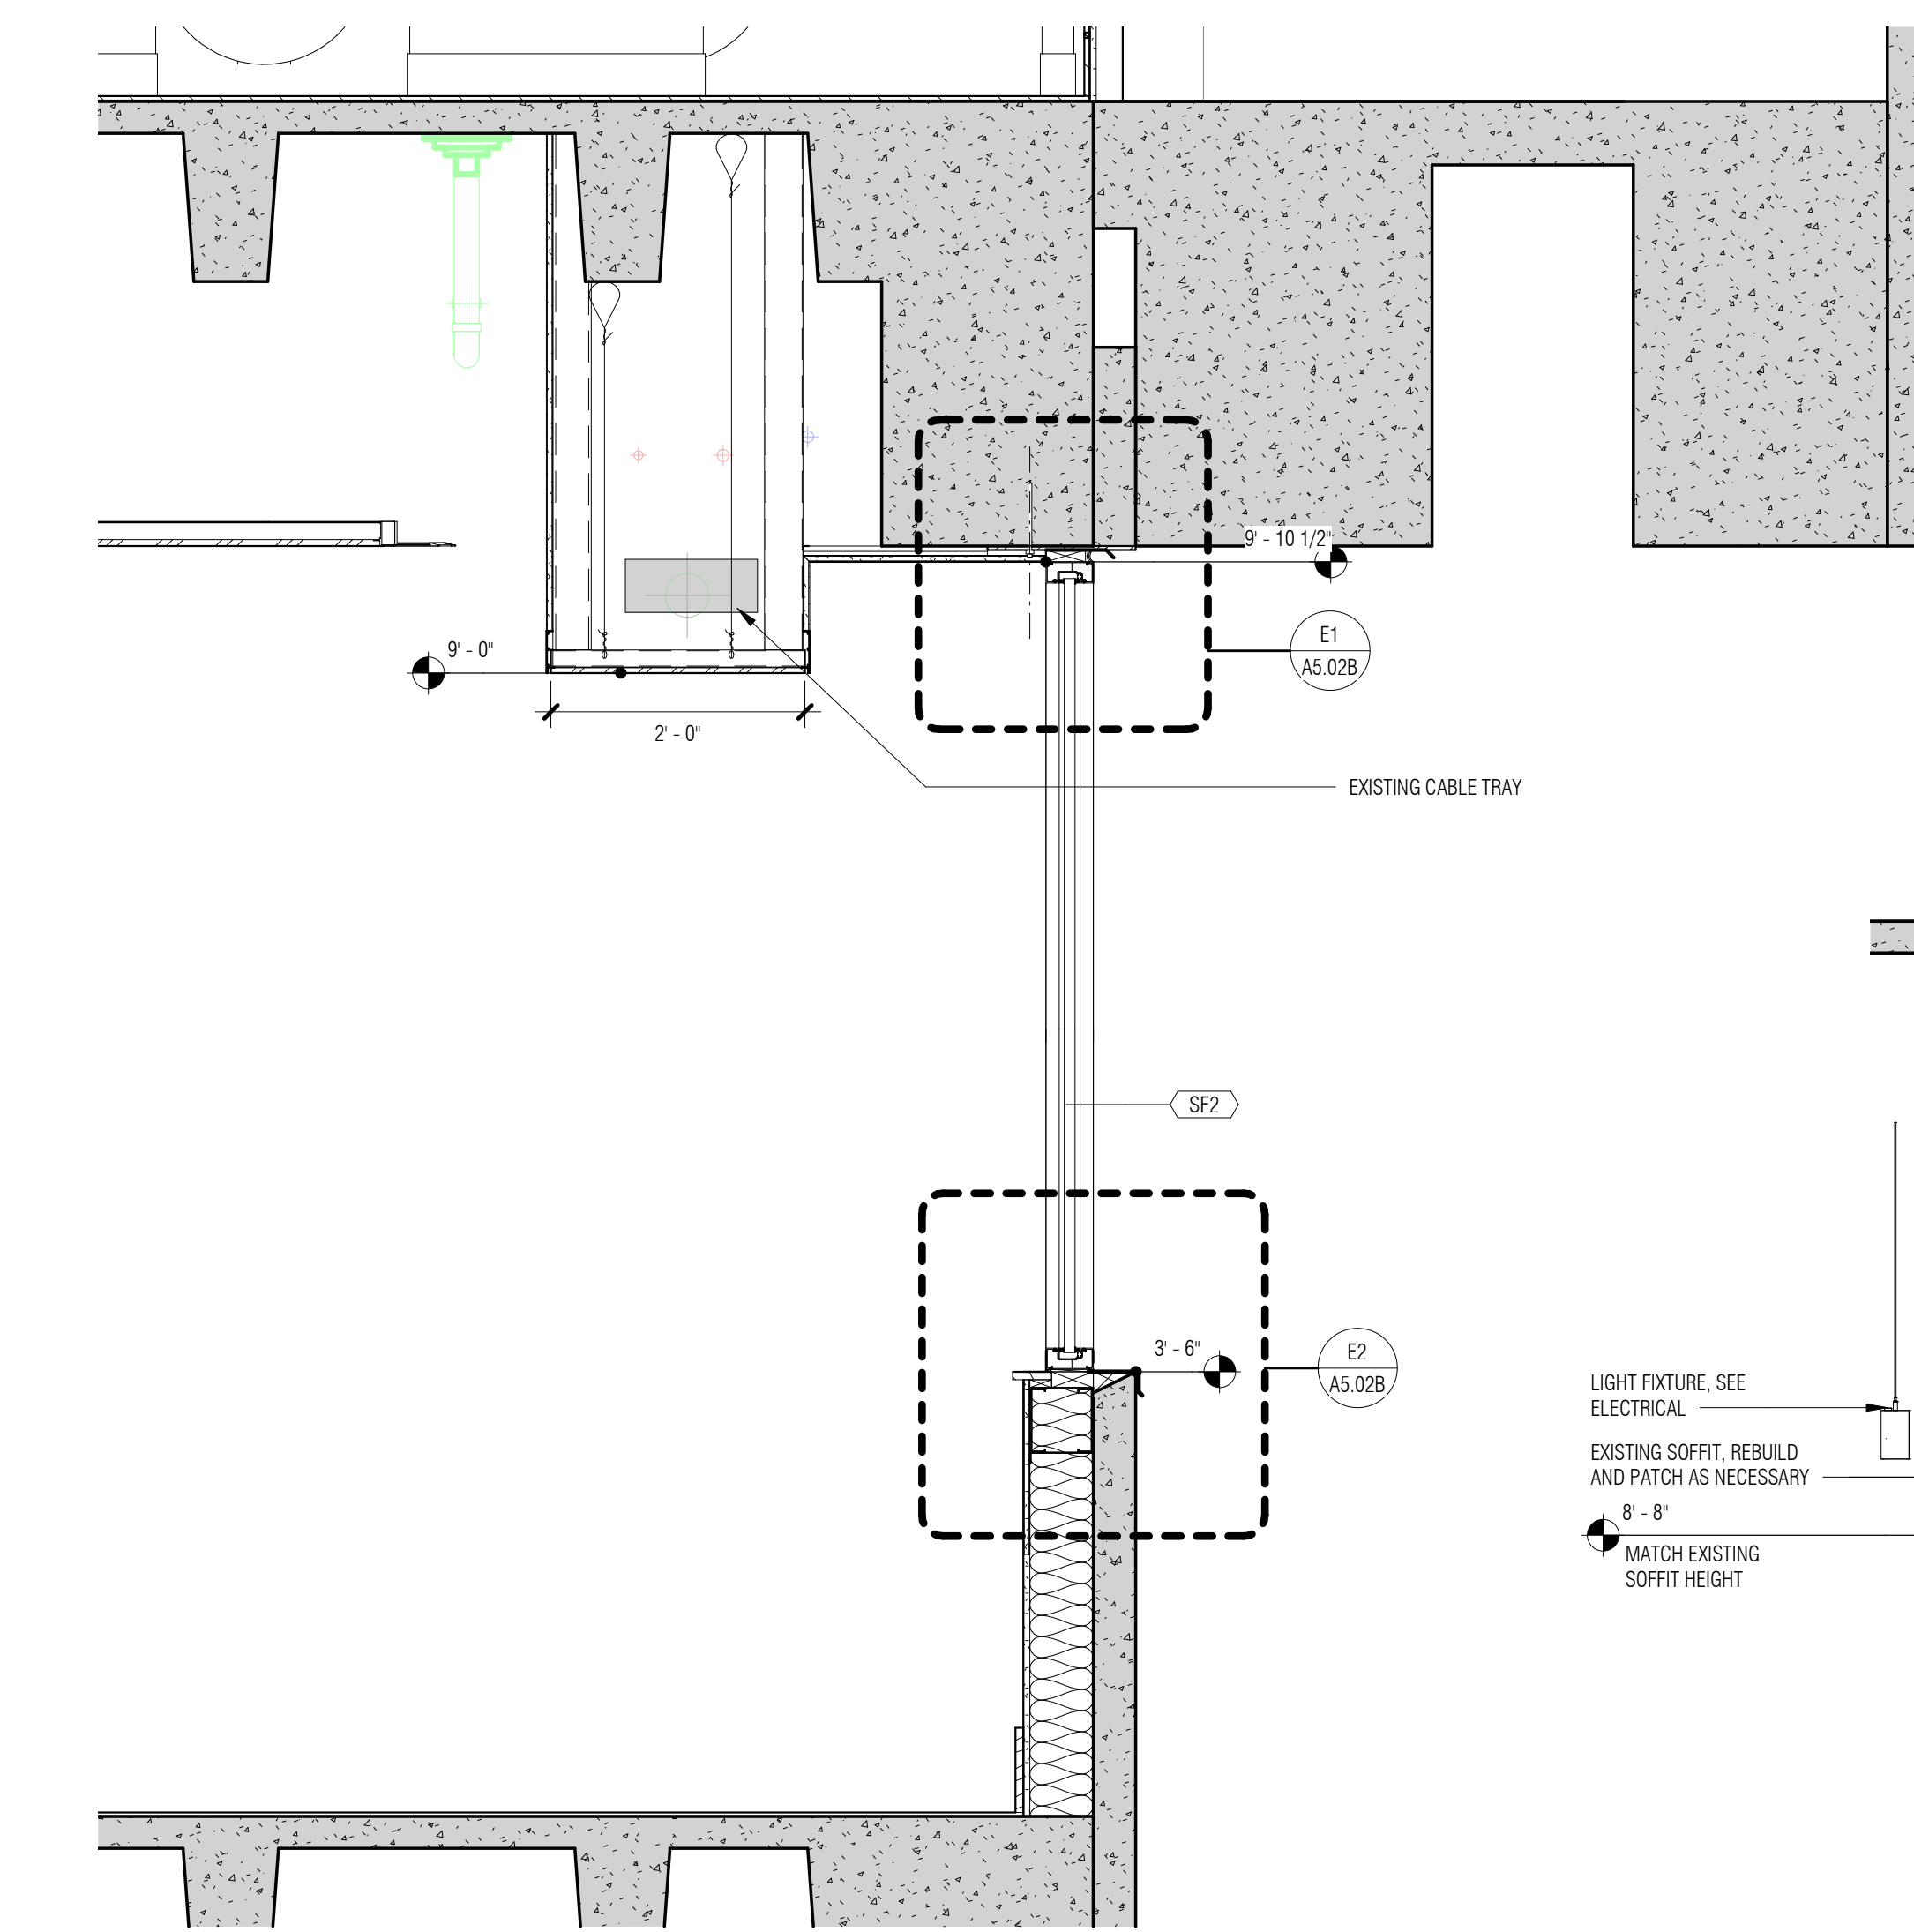 9' - 10 1/2"
E1
A5.02B
9' - 0"
2' - 0"
EXISTING CABLE TRAY
SF2
3' - 6"
E2
A5.02B
LIGHT FIXTURE, SEE
ELECTRICAL
EXISTING SOFFIT, REBUILD
AND PATCH AS NECESSARY
8' - 8"
MATCH EXISTING
SOFFIT HEIGHT